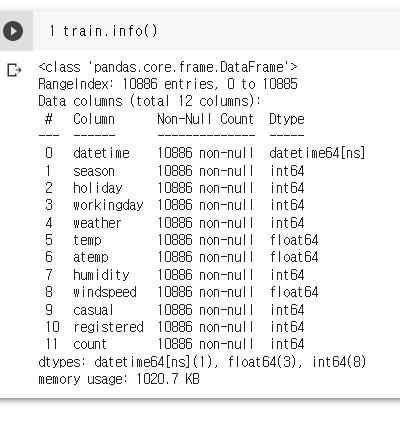 1 train.info()
<class 'pandas.core.frame.DataFrame'>
RangeIndex: 10886 entries, 0 to 10885
Data columns (total 12 columns):
 #   Column      Non-Null Count  Dtype
---  ------      --------------  -----
 0   datetime    10886 non-null  datetime64[ns]
 1   season      10886 non-null  int64
 2   holiday     10886 non-null  int64
 3   workingday  10886 non-null  int64
 4   weather     10886 non-null  int64
 5   temp        10886 non-null  float64
 6   atemp       10886 non-null  float64
 7   humidity    10886 non-null  int64
 8   windspeed   10886 non-null  float64
 9   casual      10886 non-null  int64
 10  registered  10886 non-null  int64
 11  count       10886 non-null  int64
dtypes: datetime64[ns](1), float64(3), int64(8)
memory usage: 1020.7 KB